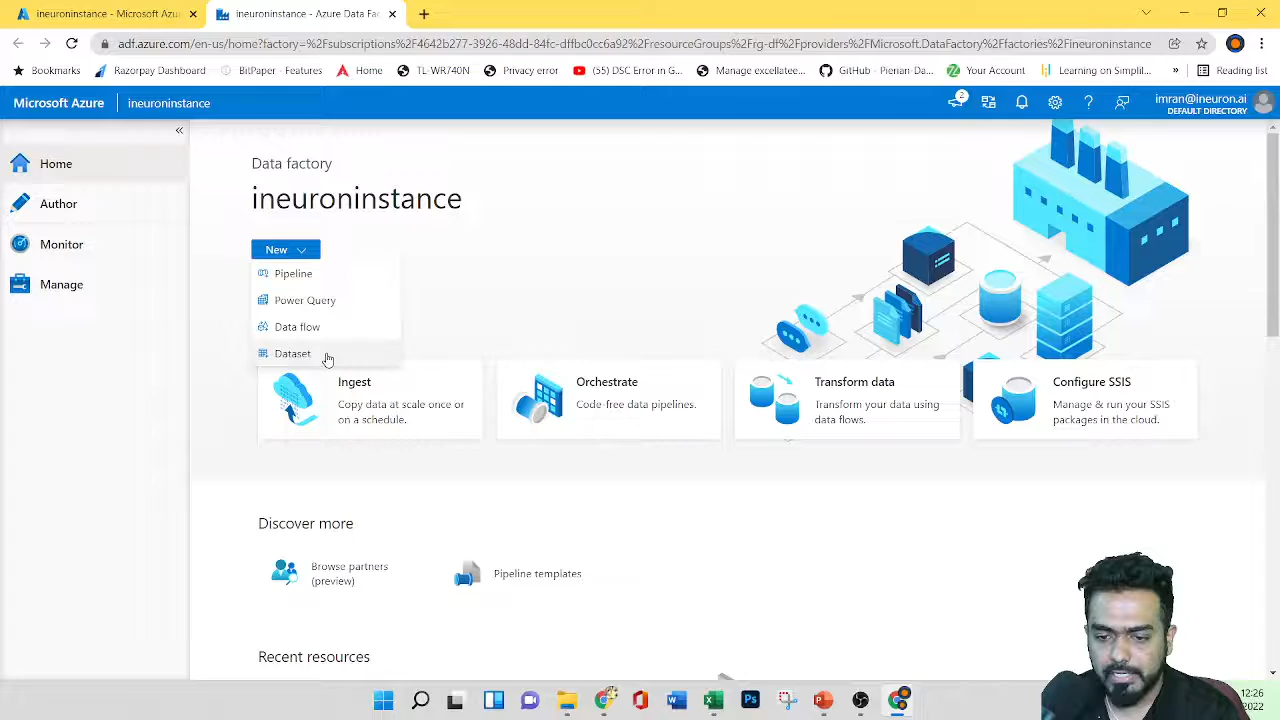 ineuroninstance - Microsoft Azu
ineuroninstance - Azure Data Fac
adf.azure.com/en-us/home?factory=%2Fsubscriptions%2F4642b277-3926-48df-84fc-dffbc0cc6a92%2FresourceGroups%2Frg-df%2Fproviders%2FMicrosoft.DataFactory%2Ffactories%2Fineuroninstance
Bookmarks
Razorpay Dashboard
BitPaper - Feature
Home
TL-WR740N
Privacy error
(55) DSC Error in G...
Manage exceeltee...
GitHub - Pierian-Da...
Your Account
Learning on Simplil...
»
Reading list
Microsoft Azure
ineuroninstance
2
imran@ineuron.ai
DEFAULT DIRECTORY
Home
Author
Monitor
Manage
Data factory
ineuroninstance
New
Pipeline
Power Query
Data flow
Dataset
Ingest
Copy data at scale once or
on a schedule.
Orchestrate
Code-free data pipelines.
Transform data
Transform your data using
data flows.
Configure SSIS
Manage & run your SSIS
packages in the cloud.
Discover more
Browse partners
(preview)
Pipeline templates
Recent resources
12:26
2022